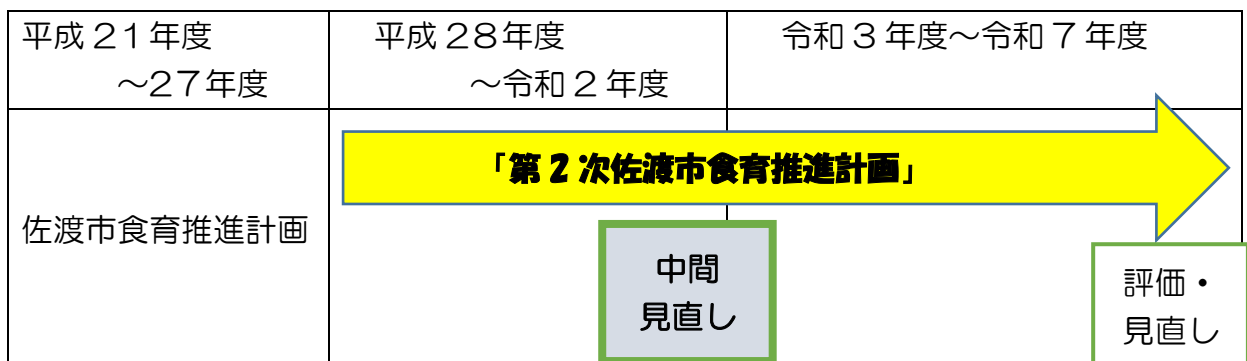 平成21年度
～27年度
平成28年度
～令和2年度
令和3年度～令和7年度
佐渡市食育推進計画
「第2次佐渡市食育推進計画」
中間
見直し
評価・
見直し